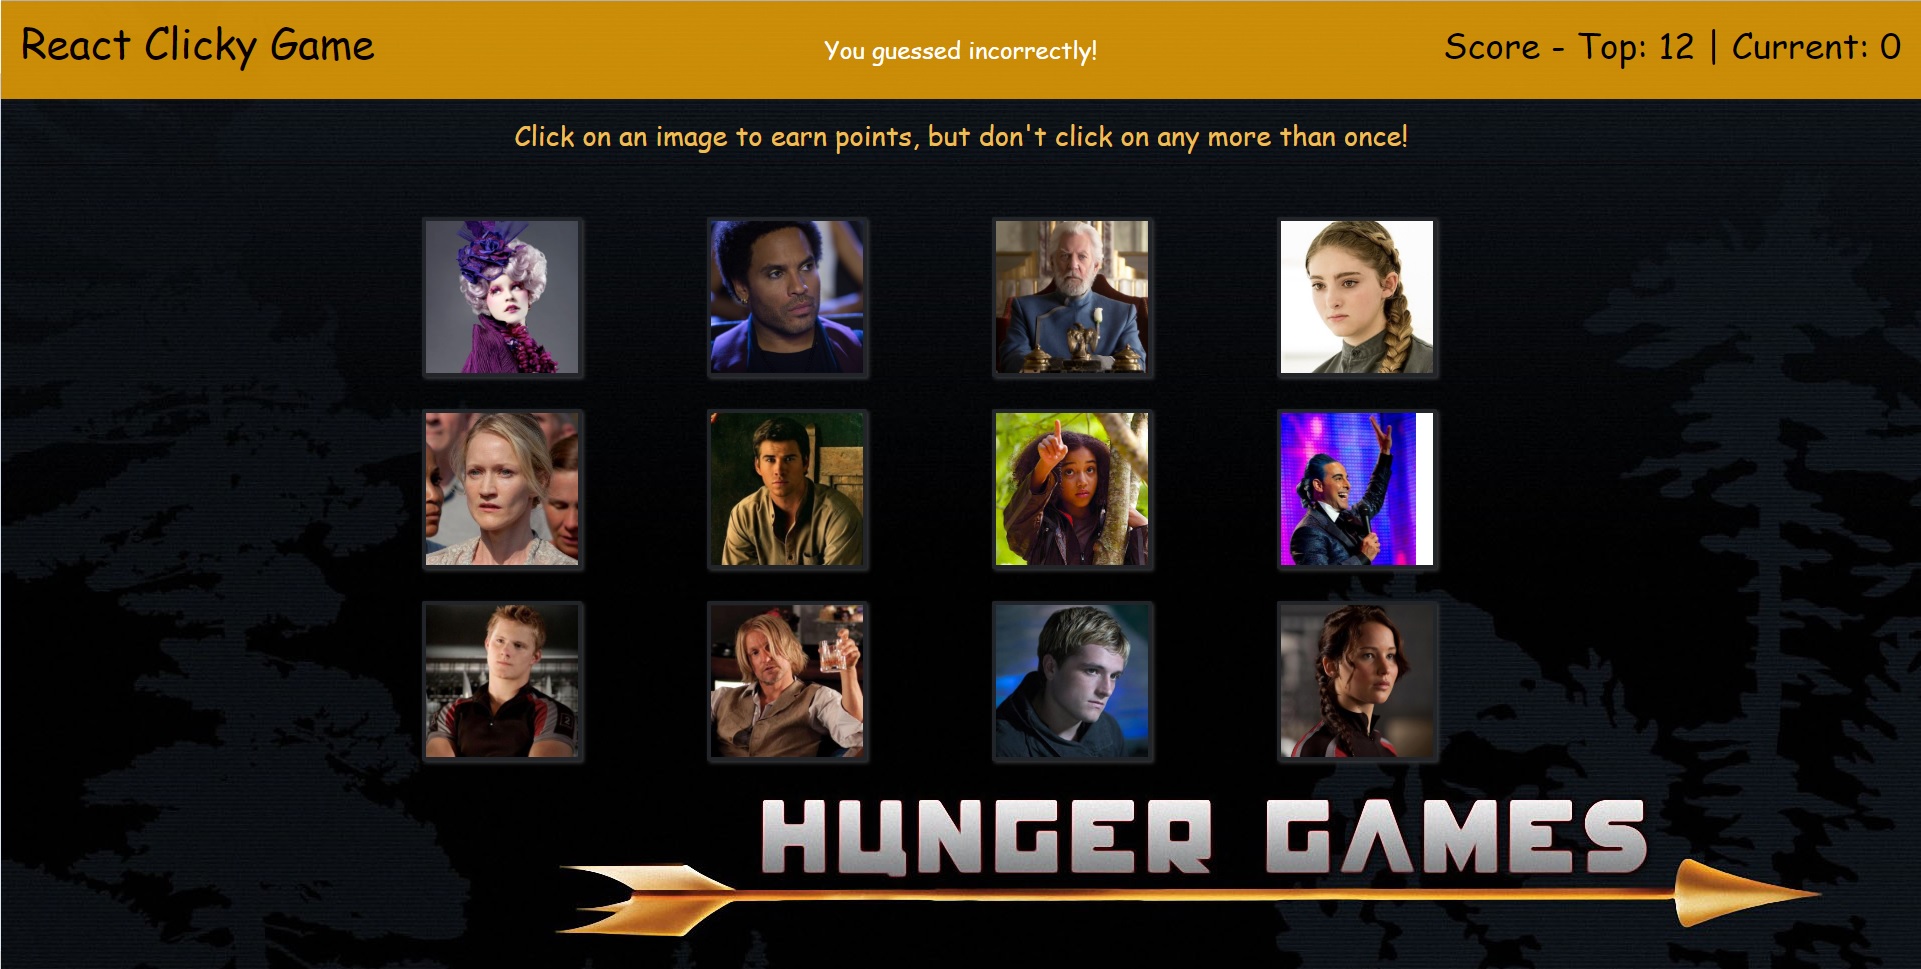 React Clicky Game
You guessed incorrectly!
Score - Top: 12 | Current: 0
Click on an image to earn points, but don't click on any more than once!
HUNGER GAMES